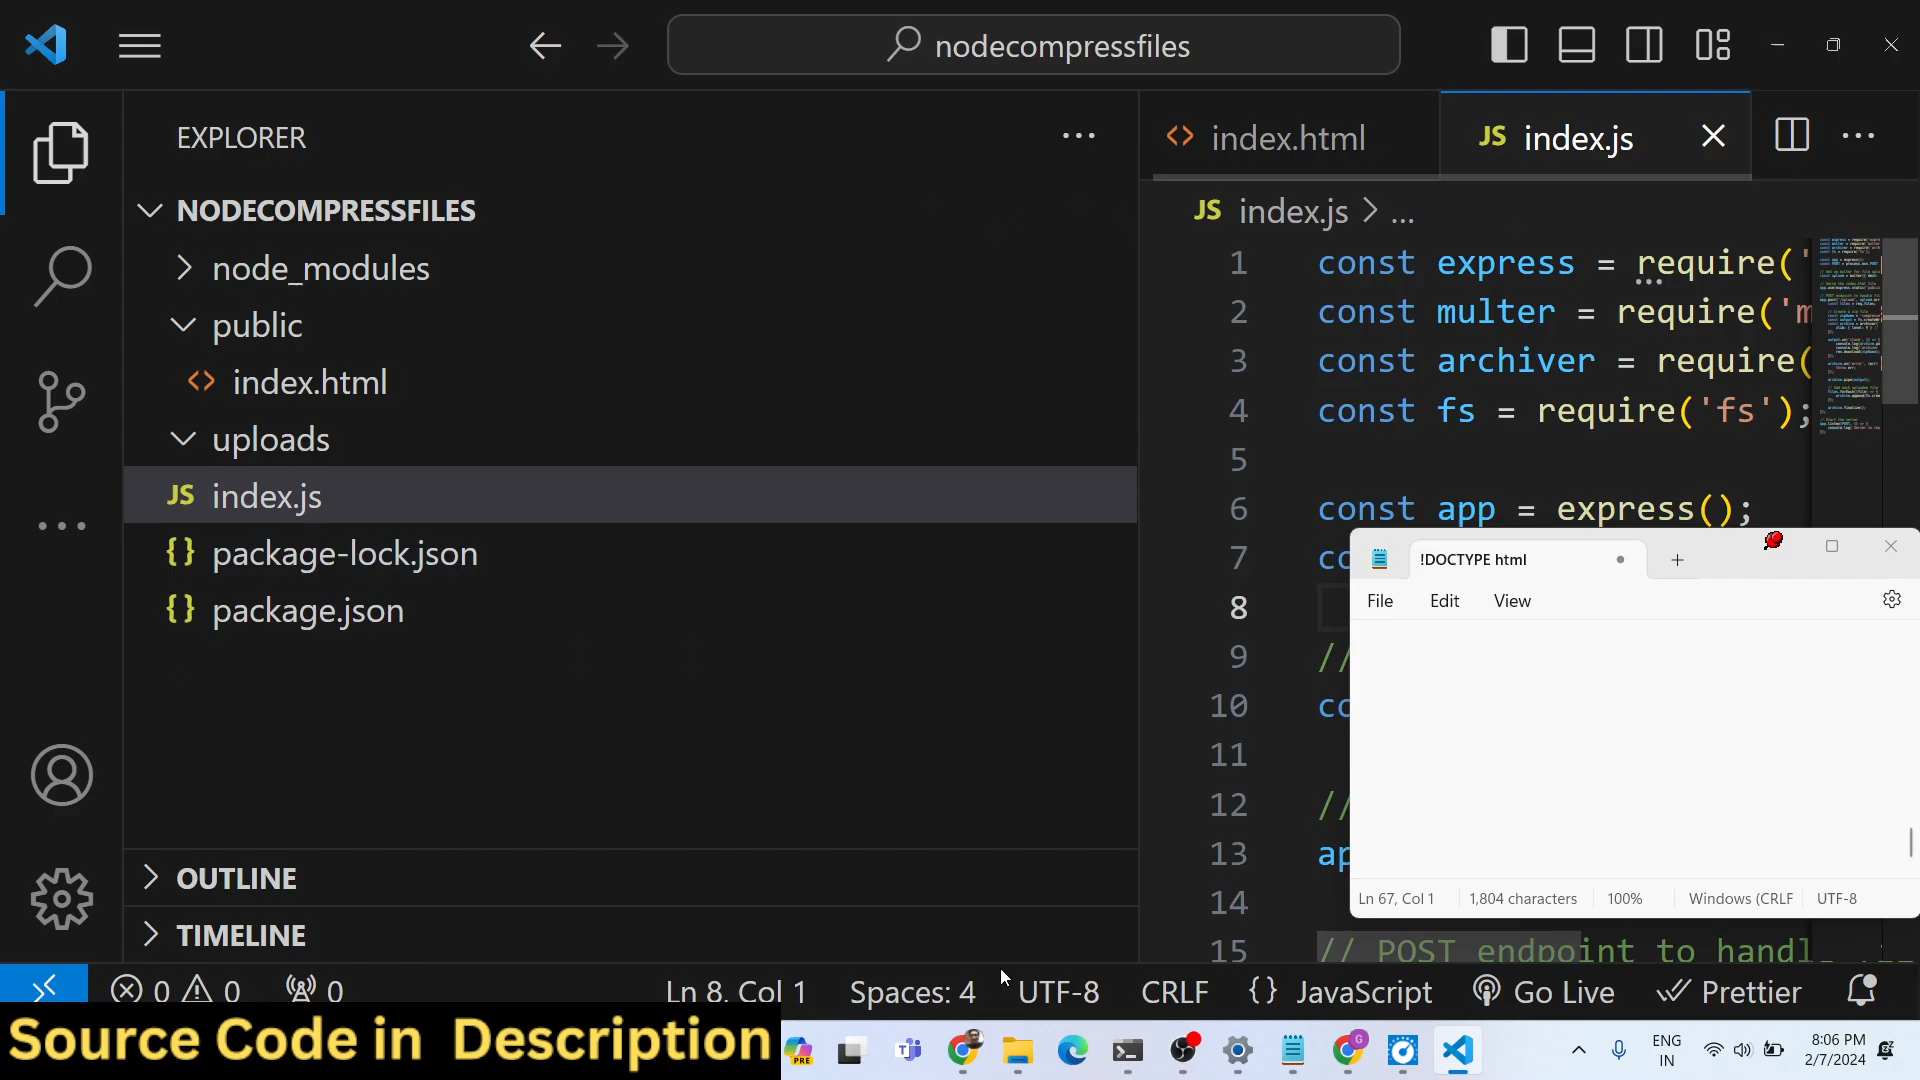 nodecompressfiles
EXPLORER
NODECOMPRESSFILES
node_modules
public
<> index.html
uploads
JS index.js
{} package-lock.json
{} package.json
OUTLINE
TIMELINE
<> index.html
JS index.js
JS index.js > ...
1 const express = require('
2 const multer = require('m
3 const archiver = require(
4 const fs = require('fs');
5
6 const app = express();
7 co
8
9 //
10 co
11
12 //
13 ap
14
15 // POST endpoint to handl
!DOCTYPE html
File Edit View
Ln 67, Col 1 1,804 characters 100% Windows (CRLF UTF-8
0 0 0 Ln 8, Col 1 Spaces: 4 UTF-8 CRLF {} JavaScript Go Live Prettier
Source Code in Description
PRE
G
ENG
IN
8:06 PM
2/7/2024